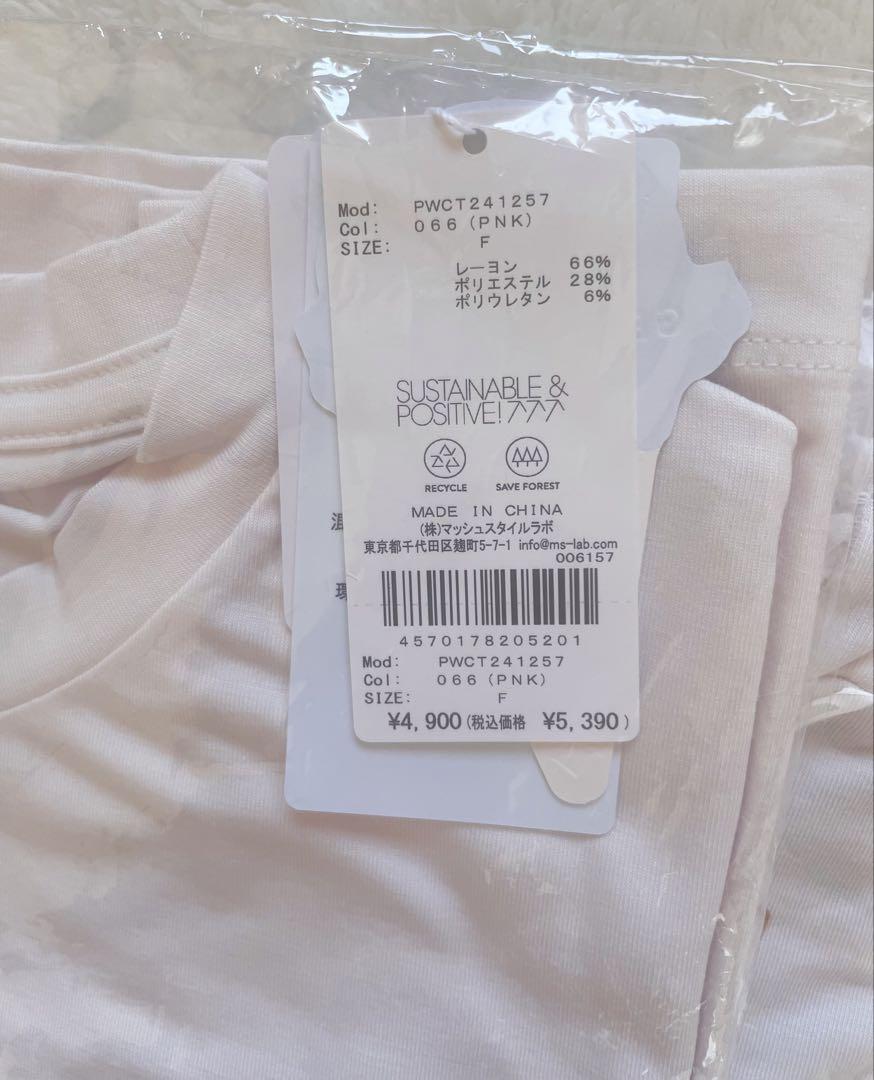 Mod: PWCT241257
Col: 066(PNK)
SIZE: F
レーヨン 66%
ポリエステル 28%
ポリウレタン 6%
SUSTAINABLE &
POSITIVE!
RECYCLE
SAVE FOREST
MADE IN CHINA
(株)マッシュスタイルラボ
東京都千代田区麹町5-7-1 info@ms-lab.com
006157
4570178205201
Mod: PWCT241257
Col: 066(PNK)
SIZE: F
¥4,900(税込価格 ¥5,390)